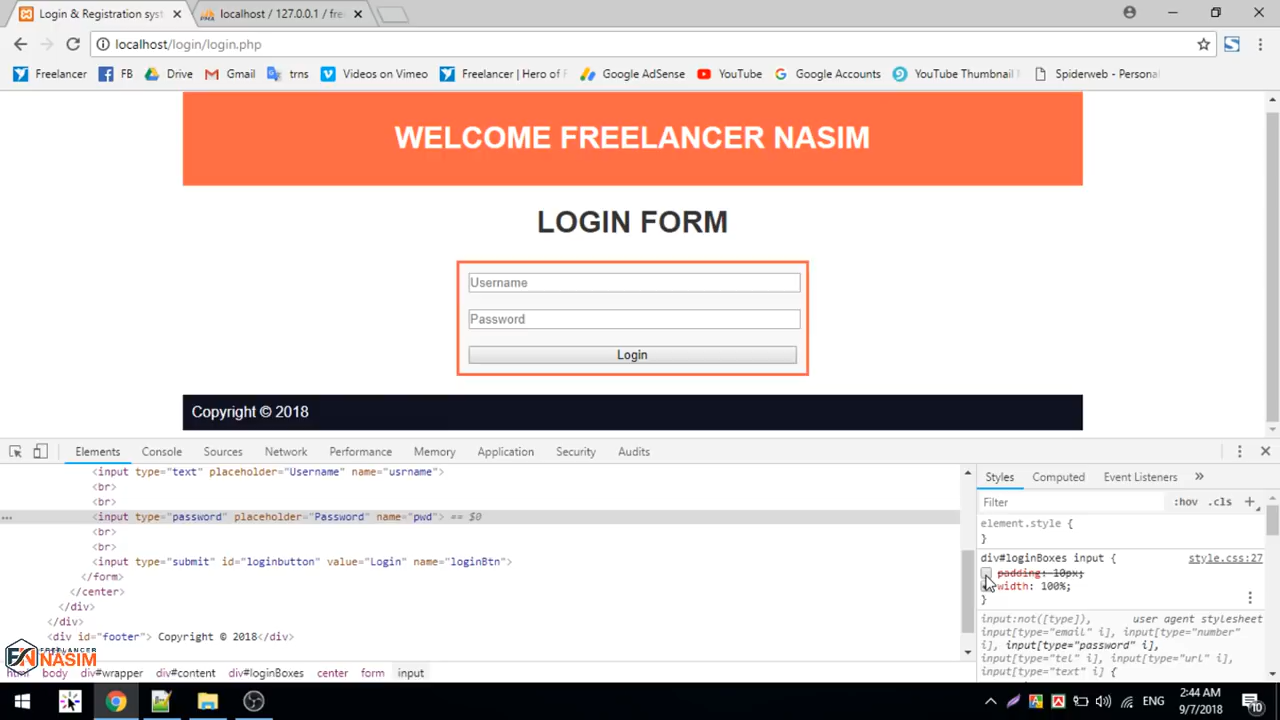 Login & Registration sys
localhost / 127.0.0.1 / fre
localhost/login/login.php
Freelancer FB Drive Gmail trns Videos on Vimeo Freelancer | Hero of F Google AdSense YouTube Google Accounts YouTube Thumbnail Spiderweb - Persona
WELCOME FREELANCER NASIM
LOGIN FORM
Username
Password
Login
Copyright © 2018
Elements Console Sources Network Performance Memory Application Security Audits
<input type="text" placeholder="Username" name="usrname">
<br>
<br>
<input type="password" placeholder="Password" name="pwd"> == $0
<br>
<br>
<input type="submit" id="loginbutton" value="Login" name="loginBtn">
</form>
</center>
</div>
</div>
<div id="footer"> Copyright © 2018</div>
html body div#wrapper div#content div#loginBoxes center form input
Styles Computed Event Listeners »
Filter :hov .cls +
element.style {
}
div#loginBoxes input { style.css:27
padding: 10px;
width: 100%;
}
input:not([type]), user agent stylesheet
input[type="email" i], input[type="number"
i], input[type="password" i],
input[type="tel" i], input[type="url" i],
input[type="text" i] {
FREELANCER
NASIM
ENG
2:44 AM
9/7/2018
10